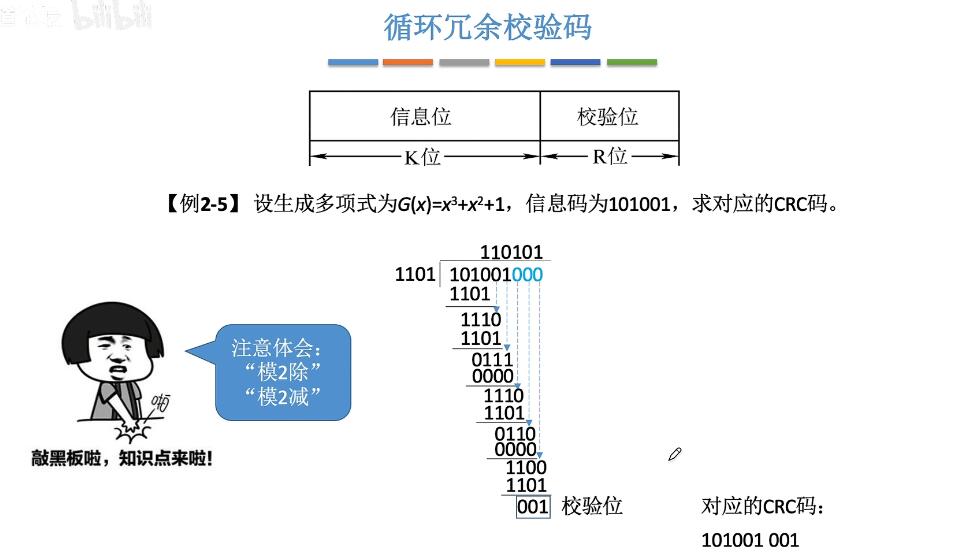 bilibili
循环冗余校验码
信息位 校验位
K位 R位
【例2-5】 设生成多项式为G(x)=x³+x²+1，信息码为101001，求对应的CRC码。
110101
1101 101001000
1101
1110
1101
0111
0000
1110
1101
0110
0000
1100
1101
001 校验位
注意体会：
“模2除”
“模2减”
啪
敲黑板啦，知识点来啦!
对应的CRC码：
101001 001